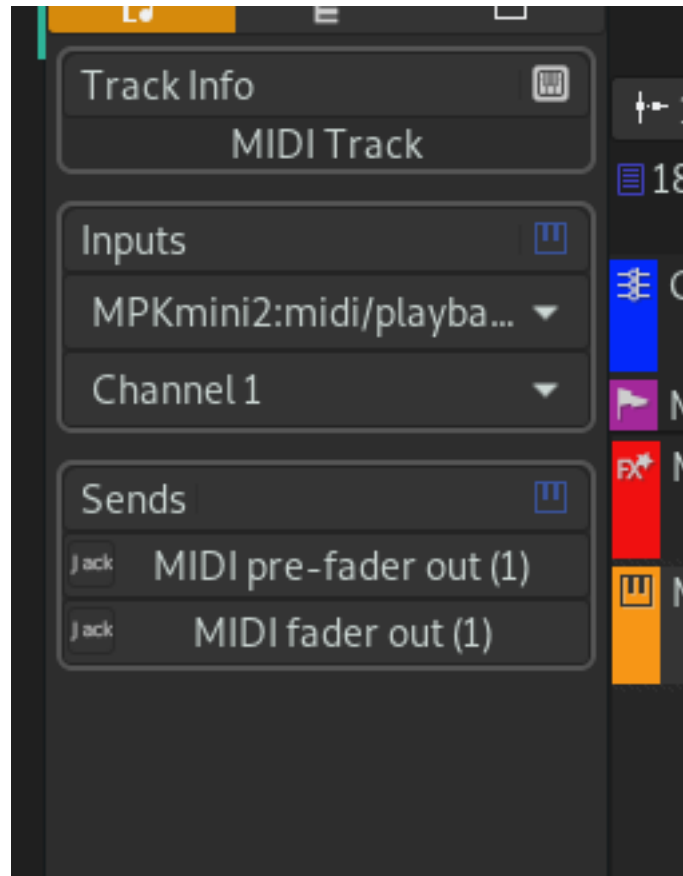 Track Info
MIDI Track
18
Inputs
MPKmini2:midi/playba...
Channel 1
FX
Sends
Jack MIDI pre-fader out (1)
Jack MIDI fader out (1)